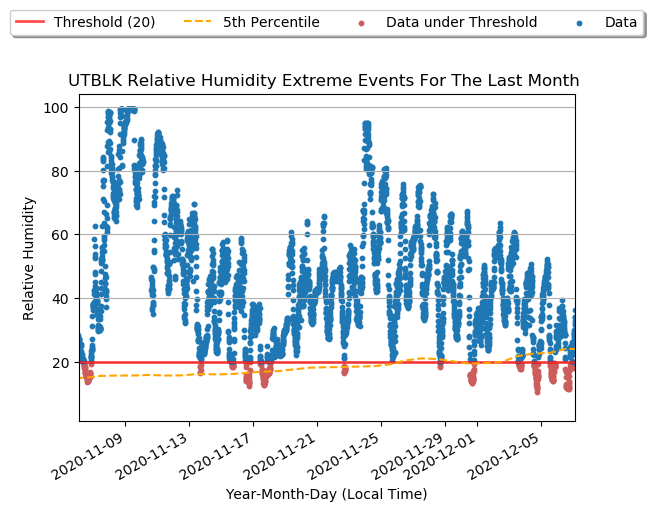 Threshold (20) 5th Percentile Data under Threshold Data
UTBLK Relative Humidity Extreme Events For The Last Month
100
80
60
40
20
Relative Humidity
2020-11-09 2020-11-13 2020-11-17 2020-11-21 2020-11-25 2020-11-29 2020-12-01 2020-12-05
Year-Month-Day (Local Time)